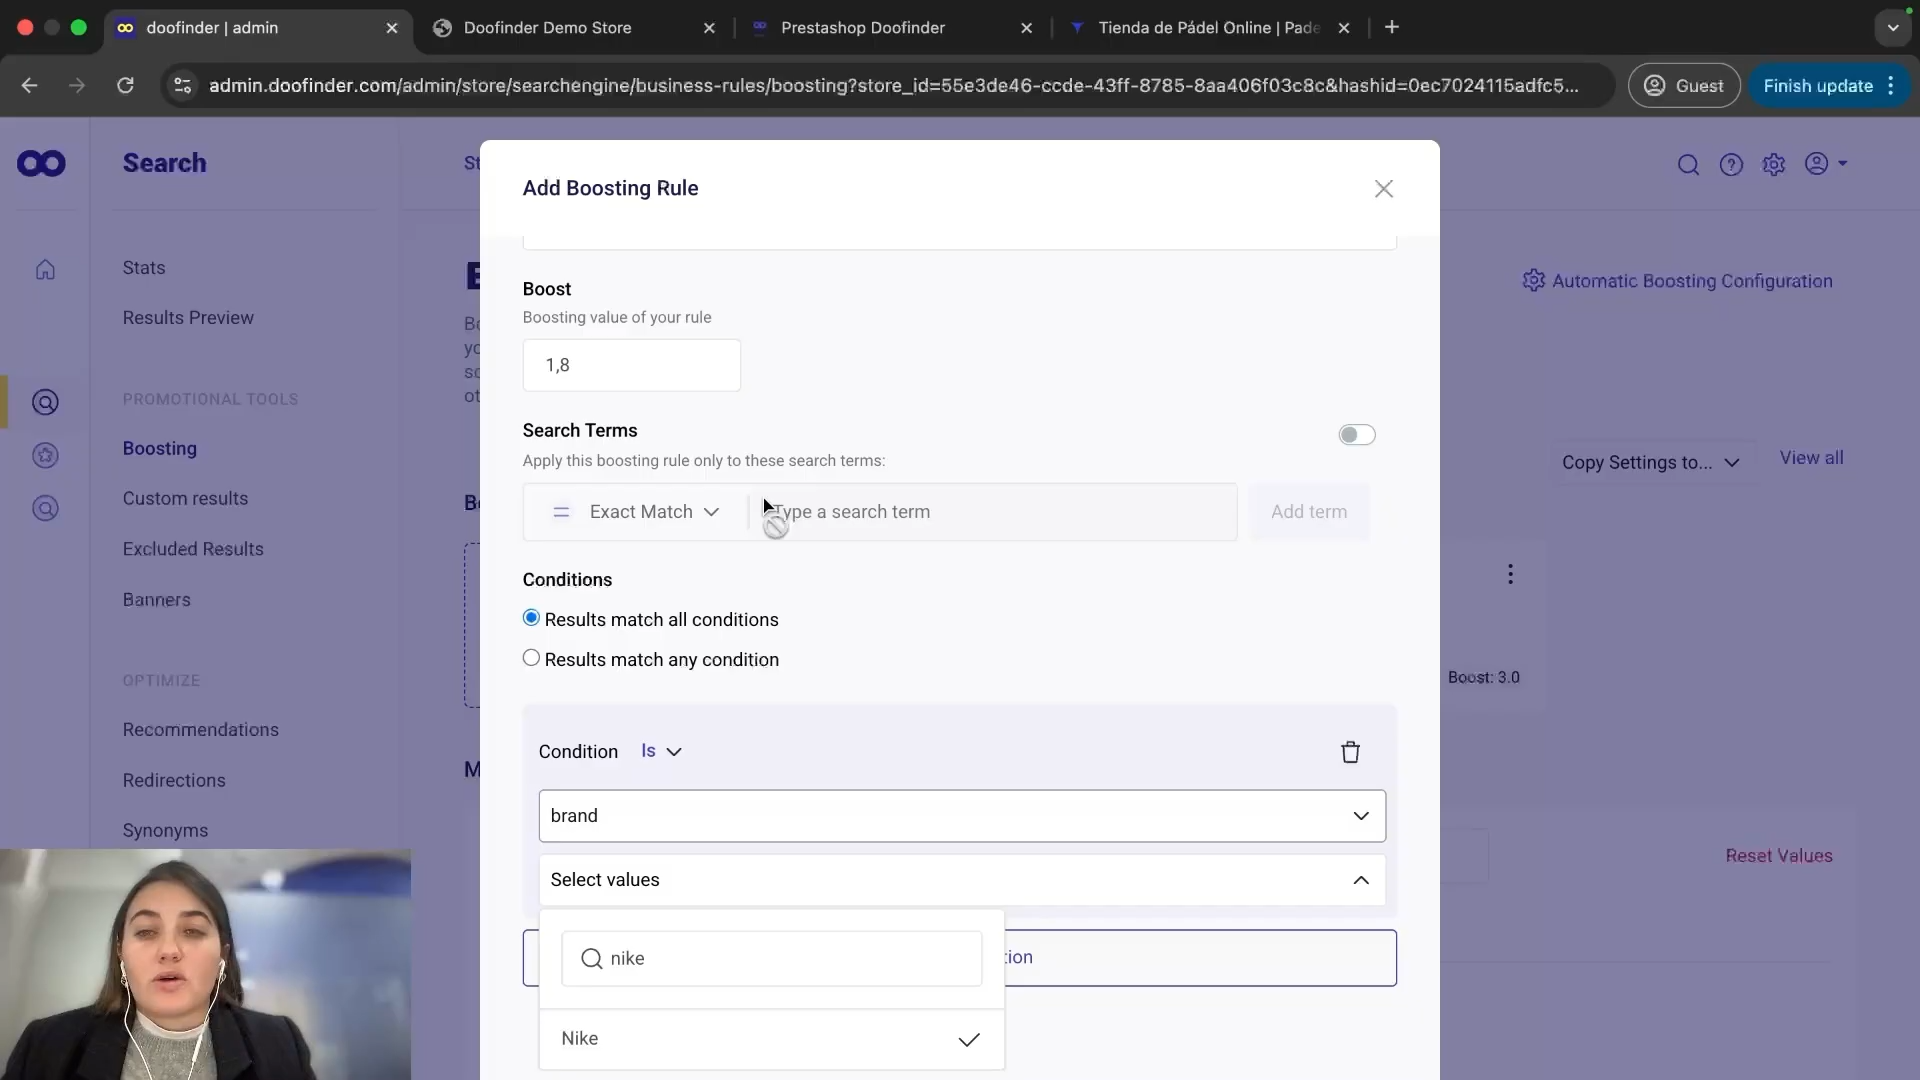 doofinder | admin
Doofinder Demo Store
Prestashop Doofinder
Tienda de Pádel Online | Pade
admin.doofinder.com/admin/store/searchengine/business-rules/boosting?store_id=55e3de46-ccde-43ff-8785-8aa406f03c8c&hashid=0ec7024115adfc5...
Guest
Finish update
Search
Stats
Results Preview
PROMOTIONAL TOOLS
Boosting
Custom results
Excluded Results
Banners
OPTIMIZE
Recommendations
Redirections
Synonyms
Add Boosting Rule
Boost
Boosting value of your rule
1,8
Search Terms
Apply this boosting rule only to these search terms:
Exact Match
Type a search term
Add term
Conditions
Results match all conditions
Results match any condition
Condition Is
brand
Select values
nike
tion
Nike
Automatic Boosting Configuration
Copy Settings to...
View all
Boost: 3.0
Reset Values